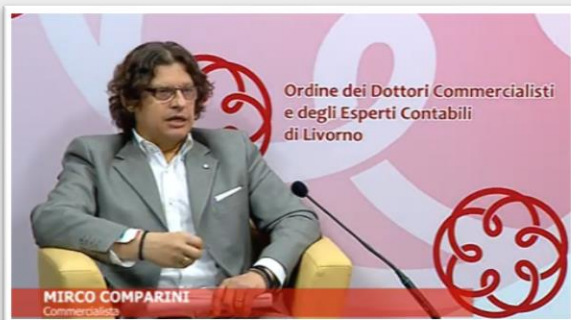 Ordine dei Dottori Commercialisti
e degli Esperti Contabili
di Livorno
MIRCO COMPARINI
Commercialista